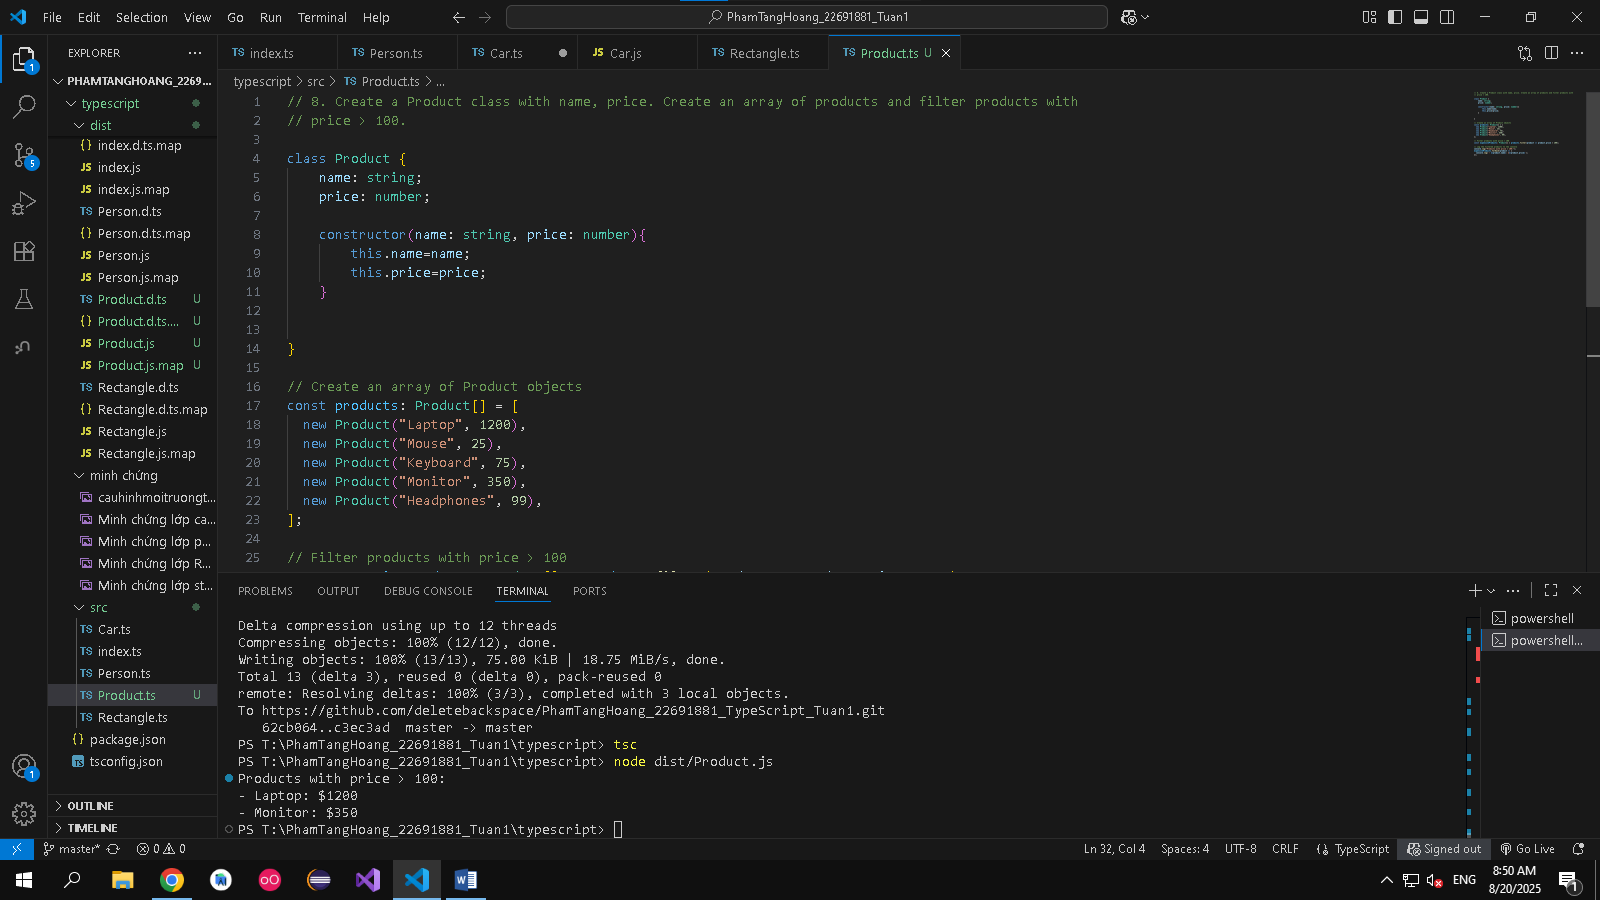 File Edit Selection View Go Run Terminal Help
PhamTangHoang_22691881_Tuan1
EXPLORER
PHAMTANGHOANG_2269...
typescript
dist
index.d.ts.map
index.js
index.js.map
Person.d.ts
Person.d.ts.map
Person.js
Person.js.map
Product.d.ts U
Product.d.ts.... U
Product.js U
Product.js.map U
Rectangle.d.ts
Rectangle.d.ts.map
Rectangle.js
Rectangle.js.map
minh chứng
cauhinhmoitruongt...
Minh chứng lớp ca...
Minh chứng lớp p...
Minh chứng lớp R...
Minh chứng lớp st...
src
Car.ts
index.ts
Person.ts
Product.ts U
Rectangle.ts
package.json
tsconfig.json
OUTLINE
TIMELINE
TS index.ts TS Person.ts TS Car.ts JS Car.js TS Rectangle.ts TS Product.ts U
typescript > src > TS Product.ts > ...
1 // 8. Create a Product class with name, price. Create an array of products and filter products with
2 // price > 100.
3
4 class Product {
5 name: string;
6 price: number;
7
8 constructor(name: string, price: number){
9 this.name=name;
10 this.price=price;
11 }
12
13
14 }
15
16 // Create an array of Product objects
17 const products: Product[] = [
18 new Product("Laptop", 1200),
19 new Product("Mouse", 25),
20 new Product("Keyboard", 75),
21 new Product("Monitor", 350),
22 new Product("Headphones", 99),
23 ];
24
25 // Filter products with price > 100
PROBLEMS OUTPUT DEBUG CONSOLE TERMINAL PORTS
Delta compression using up to 12 threads
Compressing objects: 100% (12/12), done.
Writing objects: 100% (13/13), 75.00 KiB | 18.75 MiB/s, done.
Total 13 (delta 3), reused 0 (delta 0), pack-reused 0
remote: Resolving deltas: 100% (3/3), completed with 3 local objects.
To https://github.com/deletebackspace/PhamTangHoang_22691881_TypeScript_Tuan1.git
62cb064..c3ec3ad master -> master
PS T:\PhamTangHoang_22691881_Tuan1\typescript> tsc
PS T:\PhamTangHoang_22691881_Tuan1\typescript> node dist/Product.js
Products with price > 100:
- Laptop: $1200
- Monitor: $350
PS T:\PhamTangHoang_22691881_Tuan1\typescript>
powershell
powershell...
master* 0 0 Ln 32, Col 4 Spaces: 4 UTF-8 CRLF TypeScript Signed out Go Live
ENG
8:50 AM
8/20/2025